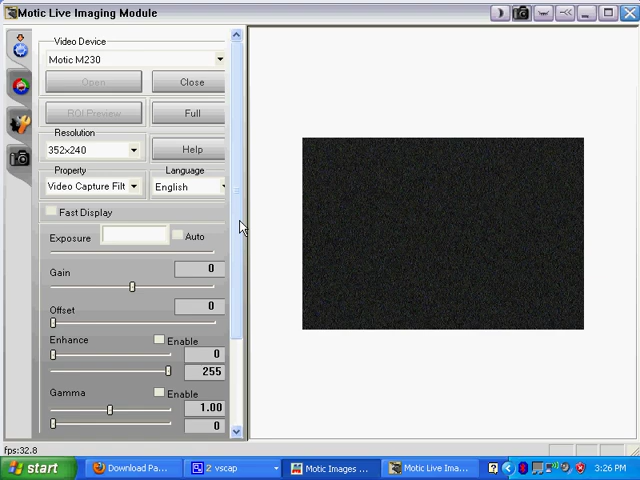 Motic Live Imaging Module
Video Device
Motic M230
Open
Close
ROI Preview
Full
Resolution
352x240
Help
Property
Language
Video Capture Filt
English
Fast Display
Exposure
Auto
Gain
0
Offset
0
Enhance
Enable
0
255
Gamma
Enable
1.00
0
fps:32.8
start
Download Pa...
2 vscap
Motic Images ...
Motic Live Ima...
3:26 PM